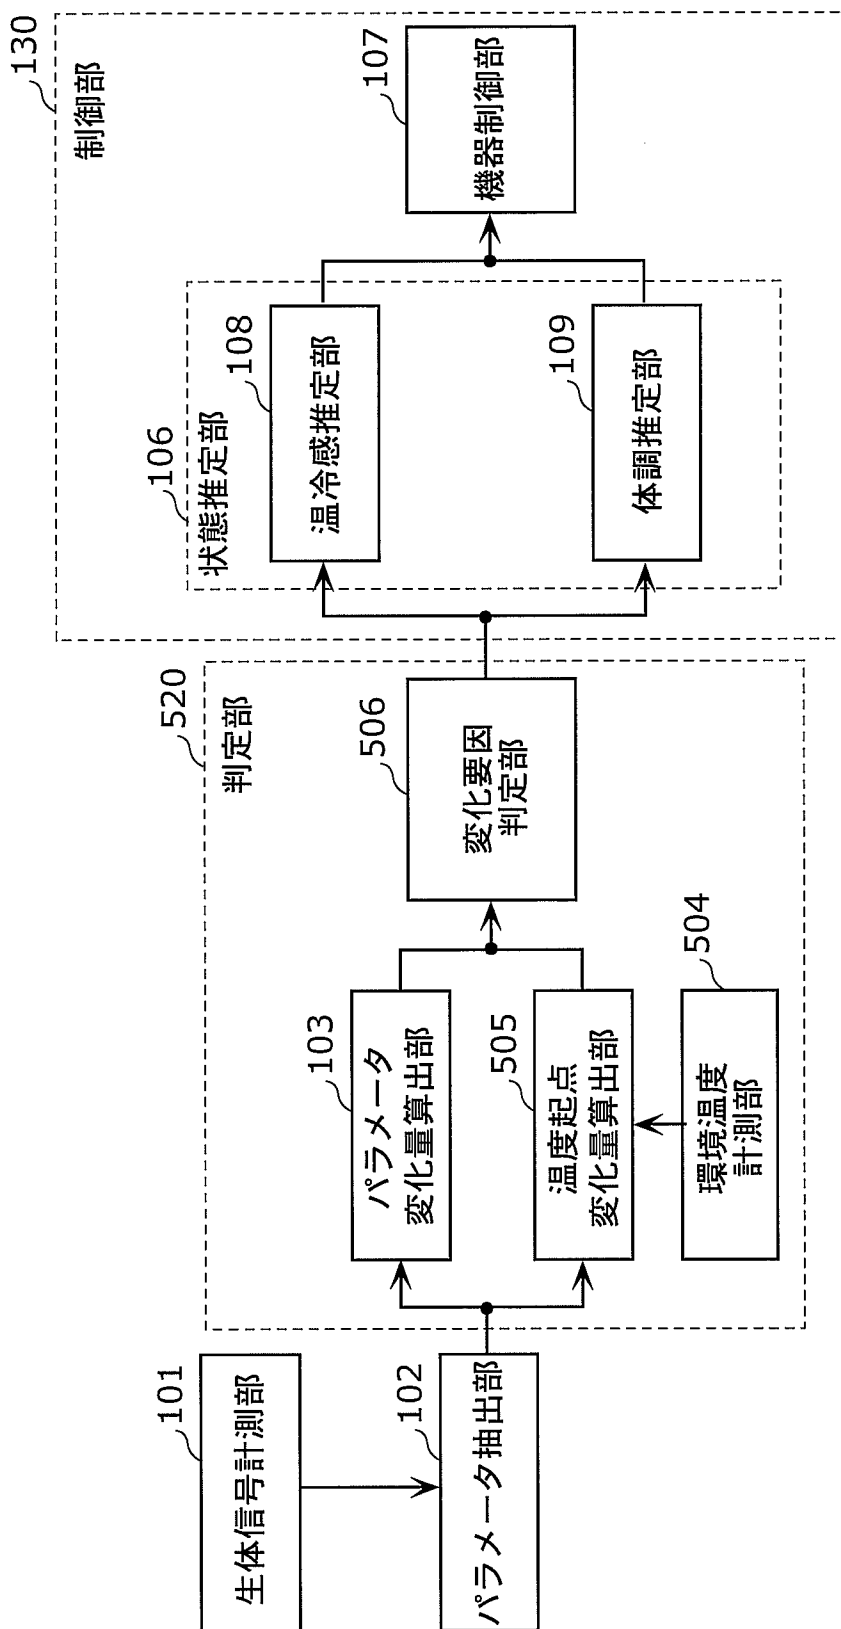 101
生体信号計測部
102
パラメータ抽出部
520
判定部
103
パラメータ
変化量算出部
505
温度起点
変化量算出部
504
環境温度
計測部
506
変化要因
判定部
130
制御部
106
状態推定部
108
温冷感推定部
109
体調推定部
107
機器制御部